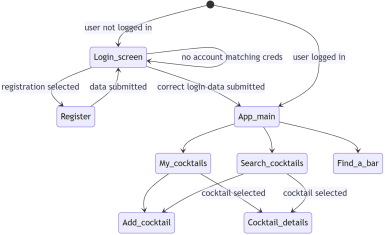 user not logged in
Login_screen
no account matching creds
user logged in
registration selected
data submitted
correct login data submitted
Register
App_main
My_cocktails
Search_cocktails
Find_a_bar
cocktail selected
cocktail selected
Add_cocktail
Cocktail_details